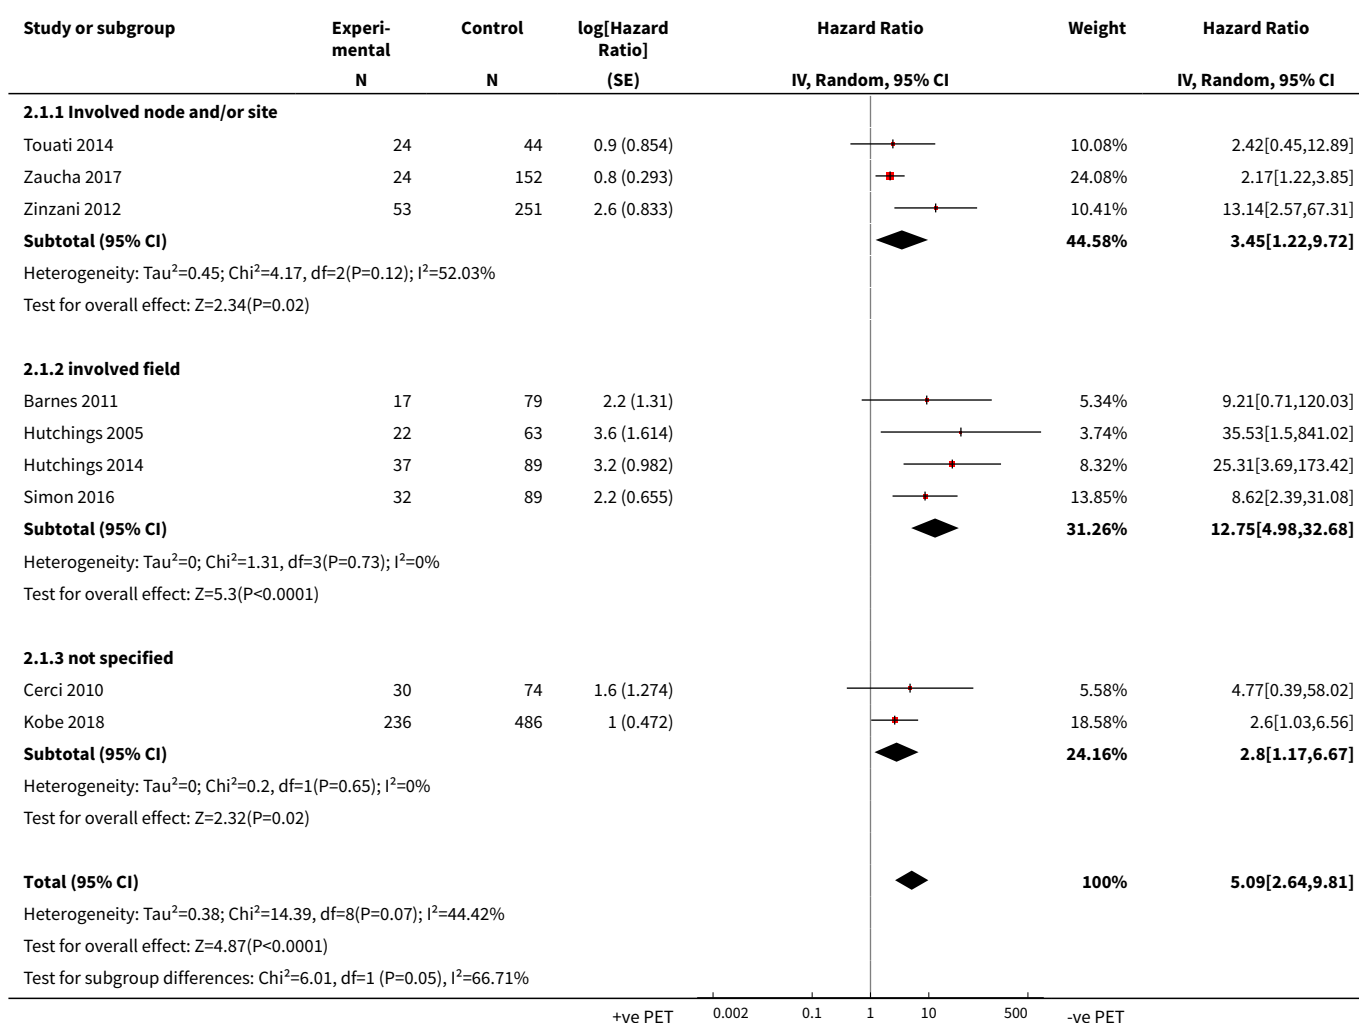 Study or subgroup Experi- Control log[Hazard Hazard Ratio Weight Hazard Ratio
mental Ratio]
N N (SE) IV, Random, 95% CI IV, Random, 95% CI
2.1.1 Involved node and/or site
Touati 2014 24 44 0.9 (0.854) 10.08% 2.42[0.45,12.89]
Zaucha 2017 24 152 0.8 (0.293) 24.08% 2.17[1.22,3.85]
Zinzani 2012 53 251 2.6 (0.833) 10.41% 13.14[2.57,67.31]
Subtotal (95% CI) 44.58% 3.45[1.22,9.72]
Heterogeneity: Tau²=0.45; Chi²=4.17, df=2(P=0.12); I²=52.03%
Test for overall effect: Z=2.34(P=0.02)
2.1.2 involved field
Barnes 2011 17 79 2.2 (1.31) 5.34% 9.21[0.71,120.03]
Hutchings 2005 22 63 3.6 (1.614) 3.74% 35.53[1.5,841.02]
Hutchings 2014 37 89 3.2 (0.982) 8.32% 25.31[3.69,173.42]
Simon 2016 32 89 2.2 (0.655) 13.85% 8.62[2.39,31.08]
Subtotal (95% CI) 31.26% 12.75[4.98,32.68]
Heterogeneity: Tau²=0; Chi²=1.31, df=3(P=0.73); I²=0%
Test for overall effect: Z=5.3(P<0.0001)
2.1.3 not specified
Cerci 2010 30 74 1.6 (1.274) 5.58% 4.77[0.39,58.02]
Kobe 2018 236 486 1 (0.472) 18.58% 2.6[1.03,6.56]
Subtotal (95% CI) 24.16% 2.8[1.17,6.67]
Heterogeneity: Tau²=0; Chi²=0.2, df=1(P=0.65); I²=0%
Test for overall effect: Z=2.32(P=0.02)
Total (95% CI) 100% 5.09[2.64,9.81]
Heterogeneity: Tau²=0.38; Chi²=14.39, df=8(P=0.07); I²=44.42%
Test for overall effect: Z=4.87(P<0.0001)
Test for subgroup differences: Chi²=6.01, df=1 (P=0.05), I²=66.71%
+ve PET 0.002 0.1 1 10 500 -ve PET